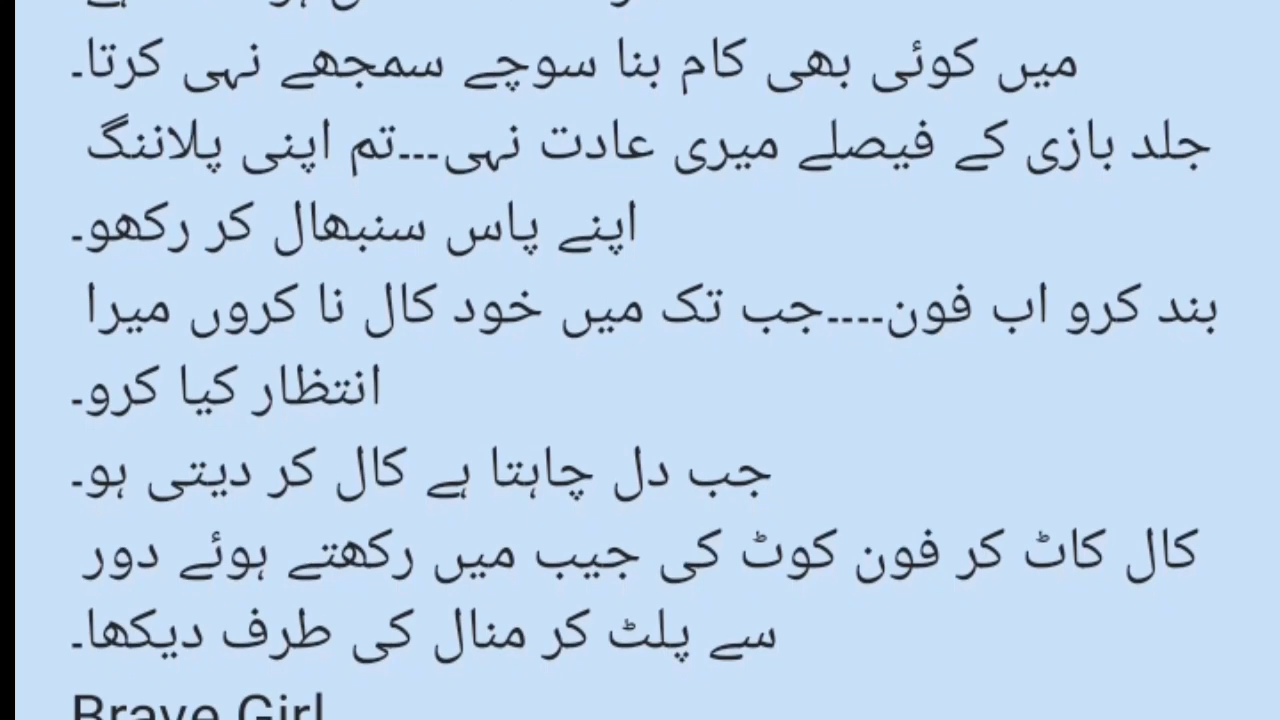 میں کوئی بھی کام بنا سوچے سمجھے نہی کرتا۔
جلد بازی کے فیصلے میری عادت نہی۔۔۔تم اپنی پلاننگ
اپنے پاس سنبھال کر رکھو۔
بند کرو اب فون۔۔۔۔جب تک میں خود کال نا کروں میرا
انتظار کیا کرو۔
جب دل چاہتا ہے کال کر دیتی ہو۔
کال کاٹ کر فون کوٹ کی جیب میں رکھتے ہوئے دور
سے پلٹ کر منال کی طرف دیکھا۔
Brave Girl